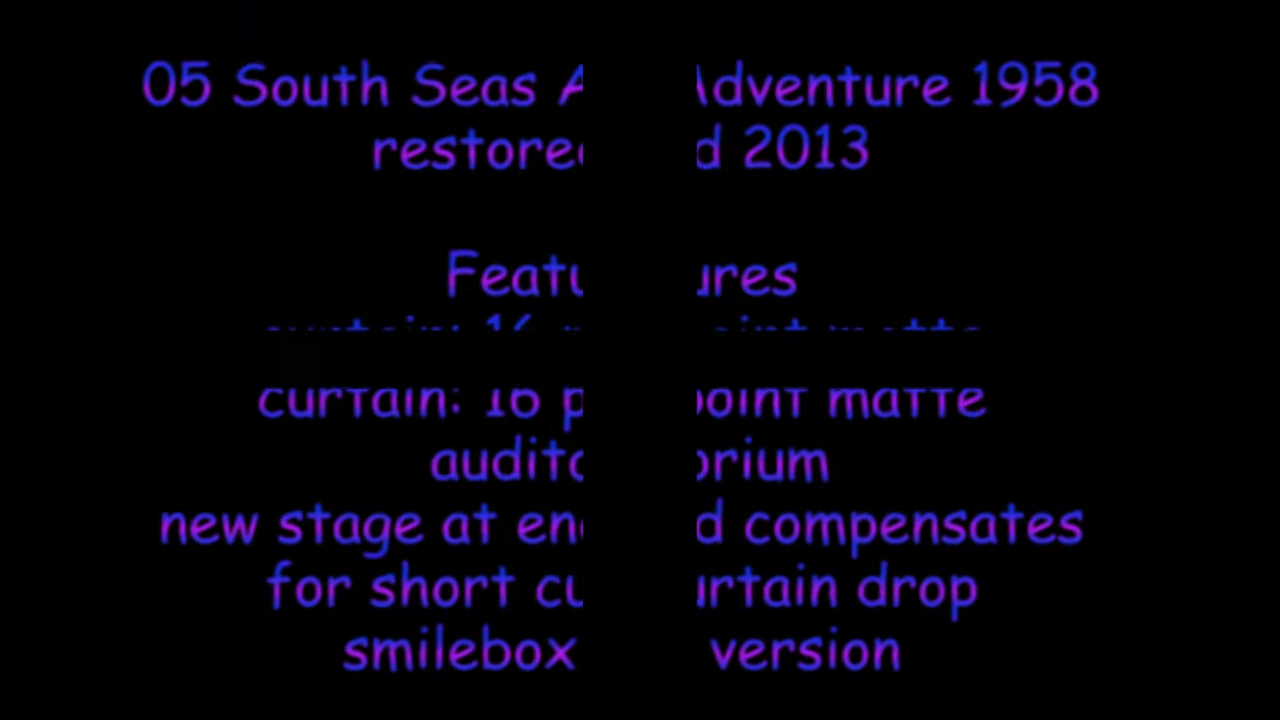 05 South Seas Adventure 1958
restored 2013
Features
curtain: 16 point matte
auditorium
new stage at end compensates
for short curtain drop
smilebox version